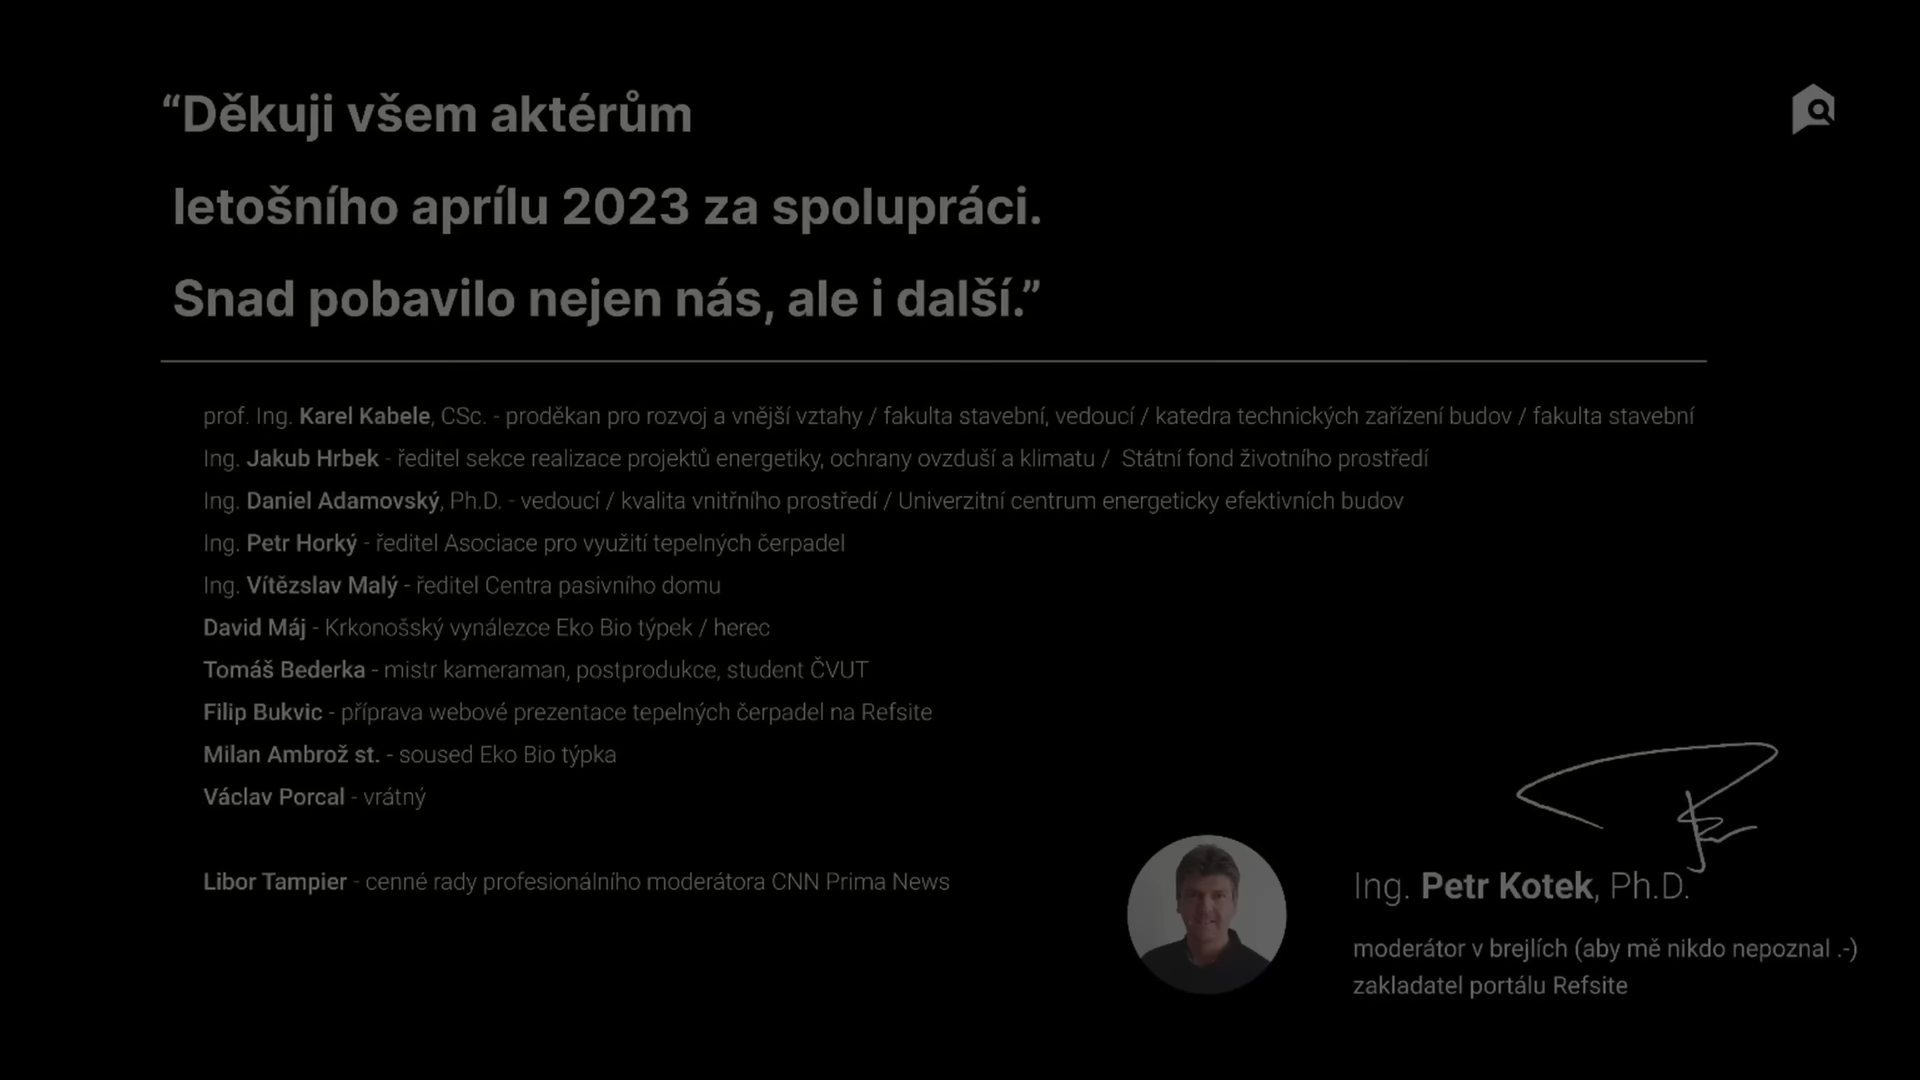 “Děkuji všem aktérům
letošního aprílu 2023 za spolupráci.
Snad pobavilo nejen nás, ale i další.”
prof. Ing. Karel Kabele, CSc. - proděkan pro rozvoj a vnější vztahy / fakulta stavební, vedoucí / katedra technických zařízení budov / fakulta stavební
Ing. Jakub Hrbek - ředitel sekce realizace projektů energetiky, ochrany ovzduší a klimatu / Státní fond životního prostředí
Ing. Daniel Adamovský, Ph.D. - vedoucí / kvalita vnitřního prostředí / Univerzitní centrum energeticky efektivních budov
Ing. Petr Horký - ředitel Asociace pro využití tepelných čerpadel
Ing. Vítězslav Malý - ředitel Centra pasivního domu
David Máj - Krkonošský vynálezce Eko Bio týpek / herec
Tomáš Bederka - mistr kameraman, postprodukce, student ČVUT
Filip Bukvic - příprava webové prezentace tepelných čerpadel na Refsite
Milan Ambrož st. - soused Eko Bio týpka
Václav Porcal - vrátný
Libor Tampier - cenné rady profesionálního moderátora CNN Prima News
Ing. Petr Kotek, Ph.D.
moderátor v brejlích (aby mě nikdo nepoznal .-)
zakladatel portálu Refsite